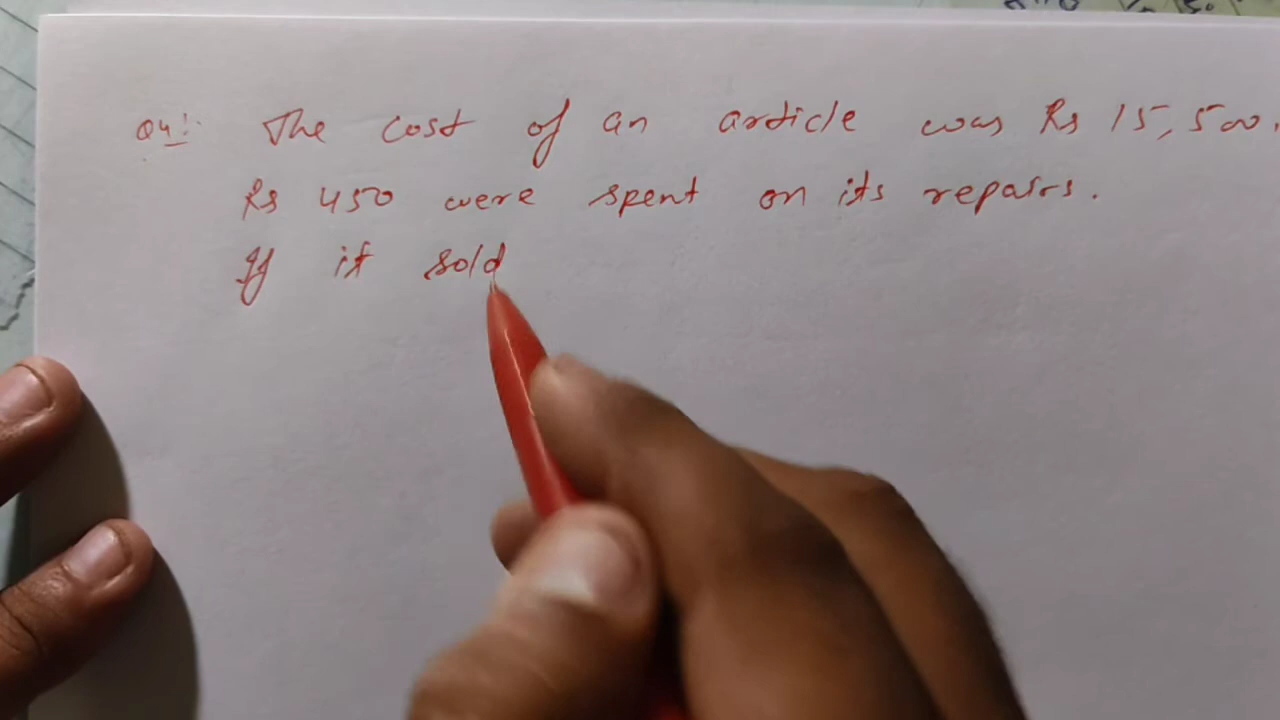 Q4:- The cost of an article was Rs 15,500.
Rs 450 were spent on its repairs.
If it sold